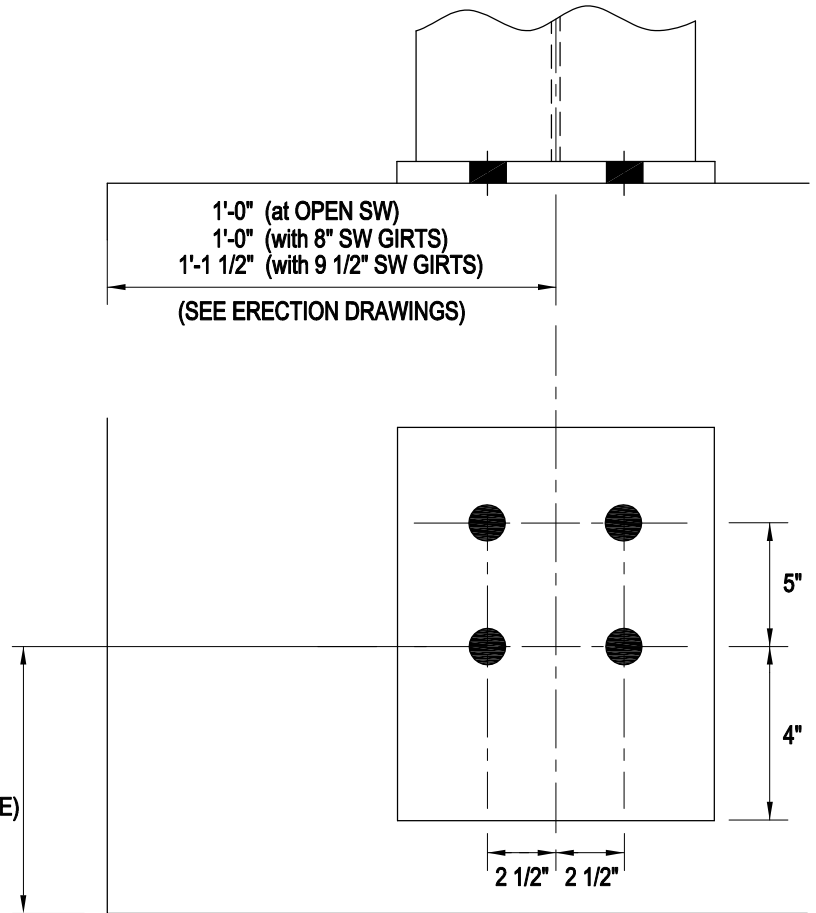 1'-0" (at OPEN SW)
1'-0" (with 8" SW GIRTS)
1'-1 1/2" (with 9 1/2" SW GIRTS)
(SEE ERECTION DRAWINGS)
5"
4"
E)
2 1/2" 2 1/2"